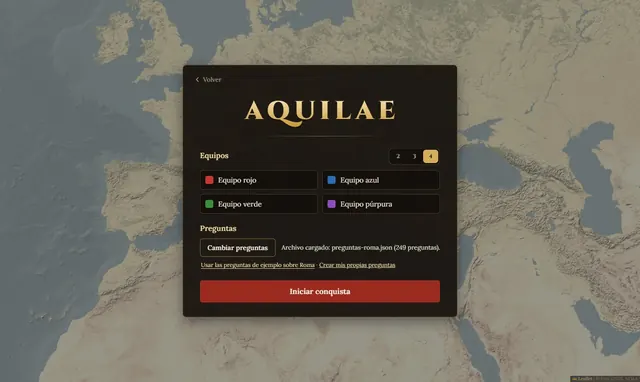 Volver
AQUILAE
Equipos
2 3 4
Equipo rojo
Equipo azul
Equipo verde
Equipo púrpura
Preguntas
Cambiar preguntas
Archivo cargado: preguntas-roma.json (249 preguntas).
Usar las preguntas de ejemplo sobre Roma · Crear mis propias preguntas
Iniciar conquista